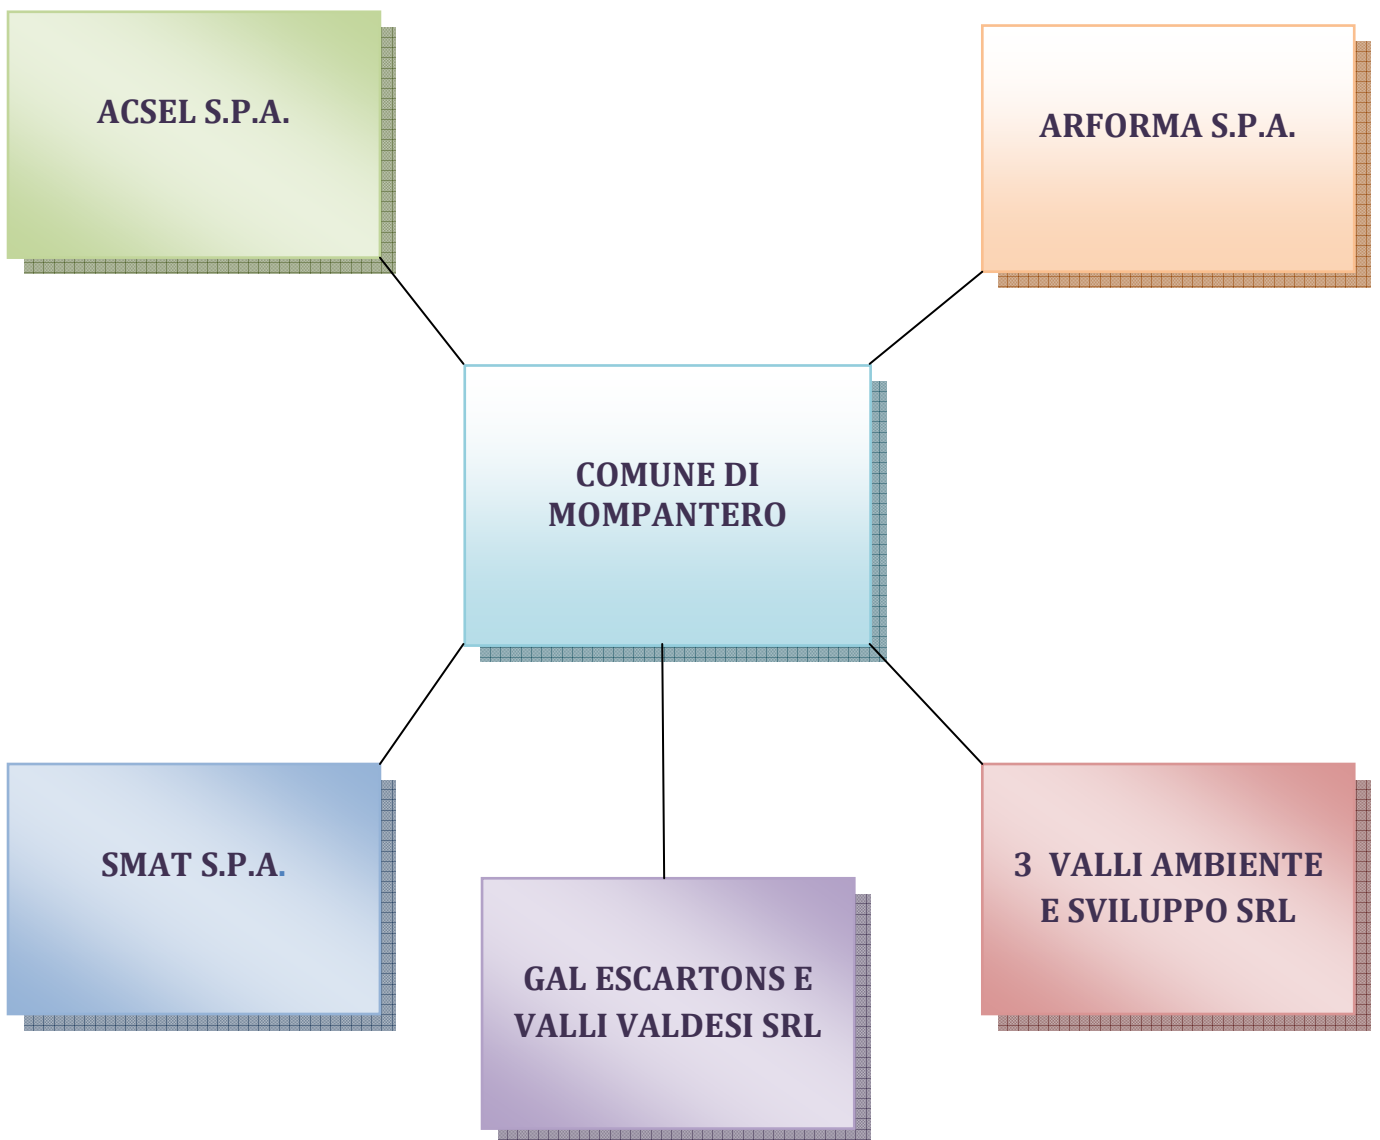 ACSEL S.P.A.
ARFORMA S.P.A.
COMUNE DI
MOMPANTERO
SMAT S.P.A.
3 VALLI AMBIENTE
E SVILUPPO SRL
GAL ESCARTONS E
VALLI VALDESI SRL